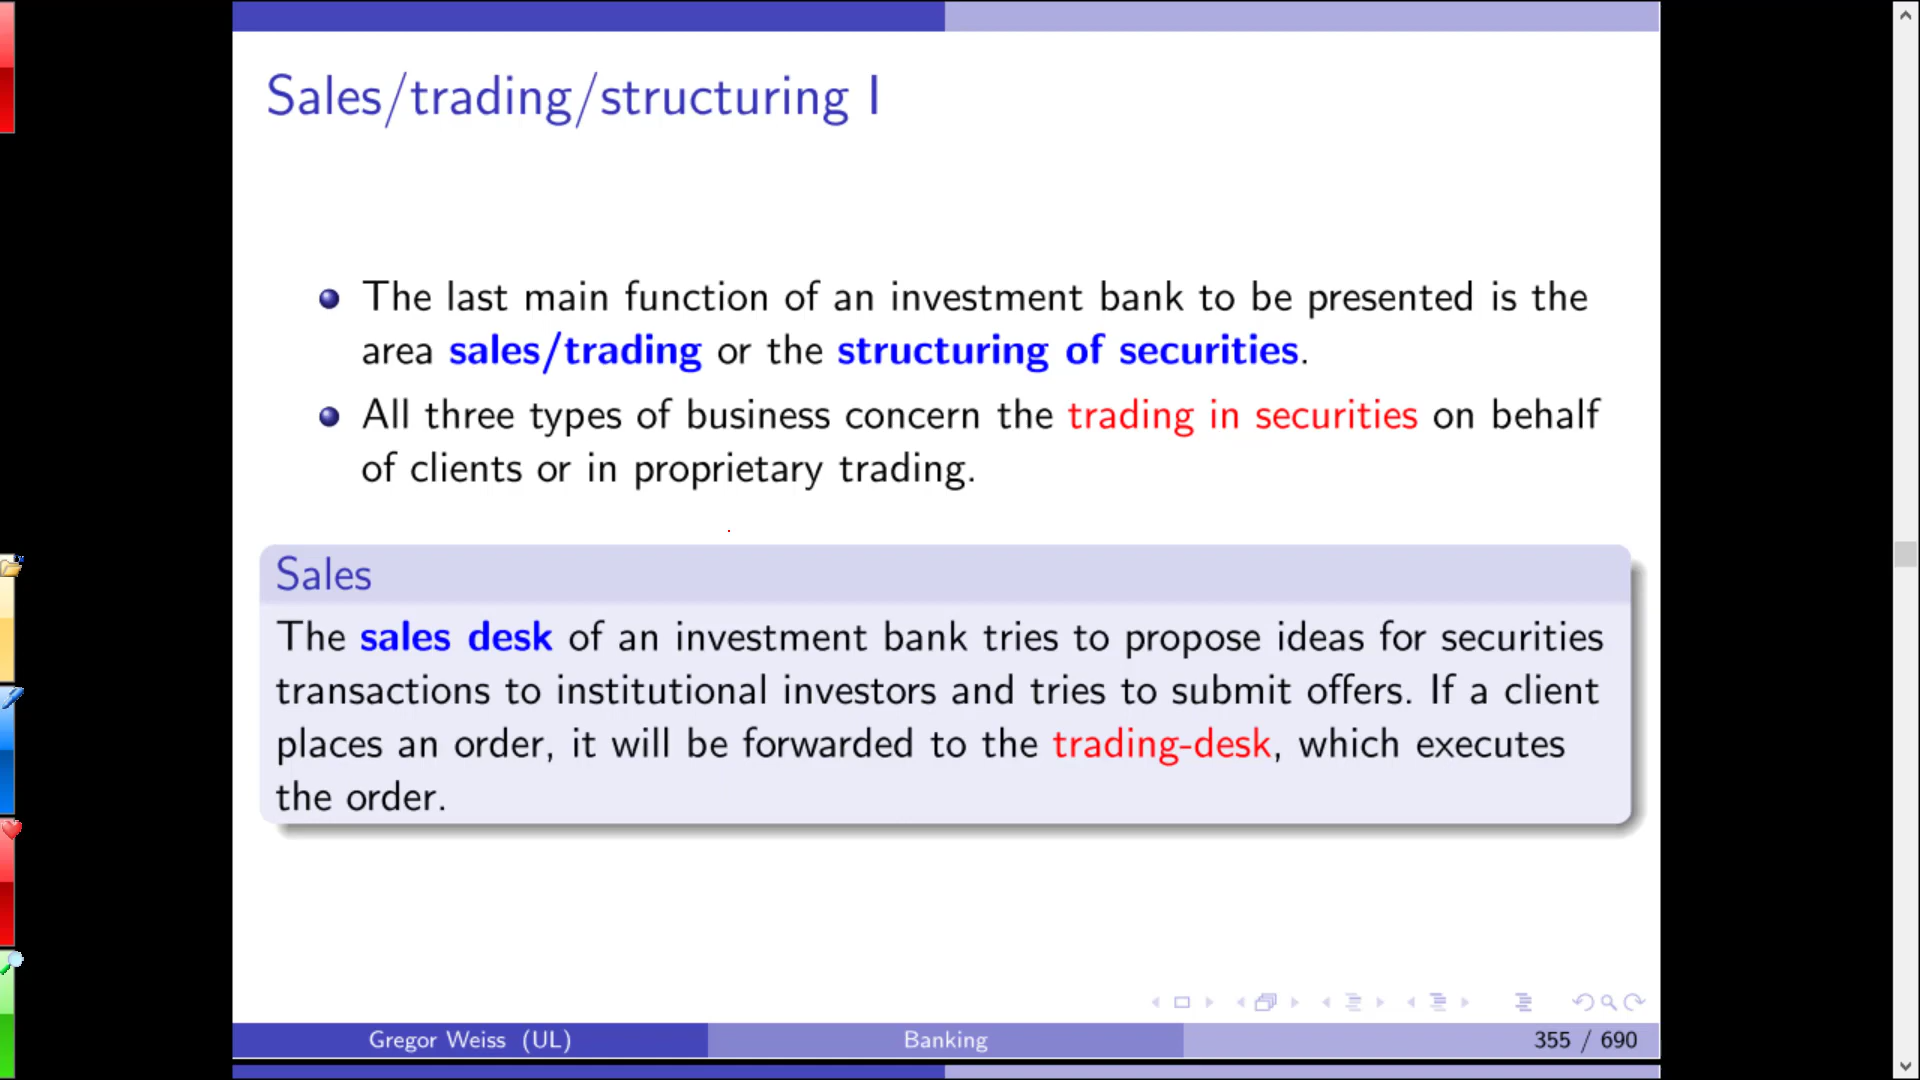 Sales/trading/structuring I
The last main function of an investment bank to be presented is the
area sales/trading or the structuring of securities.
All three types of business concern the trading in securities on behalf
of clients or in proprietary trading.
Sales
The sales desk of an investment bank tries to propose ideas for securities
transactions to institutional investors and tries to submit offers. If a client
places an order, it will be forwarded to the trading-desk, which executes
the order.
Gregor Weiss (UL) Banking 355 / 690